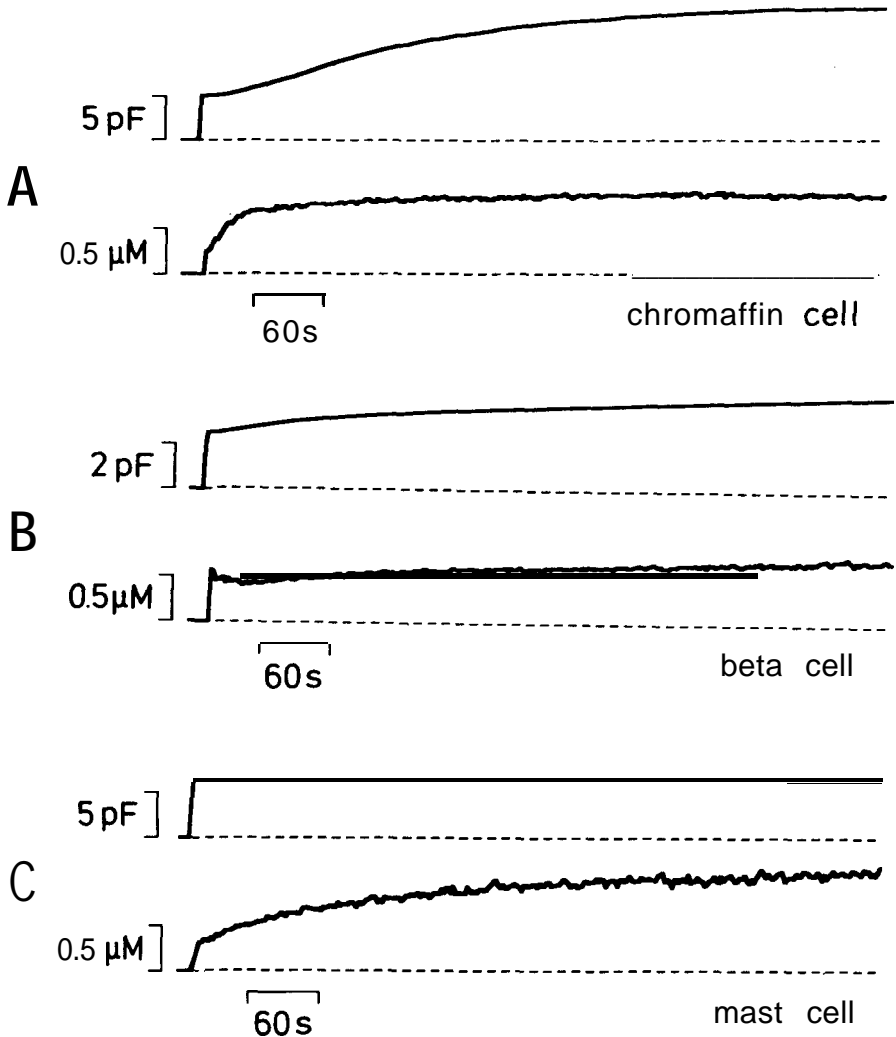 5 pF
A
0.5 μM
60s
chromaffin cell
2 pF
B
0.5μM
60s
beta cell
5 pF
C
0.5 μM
60s
mast cell